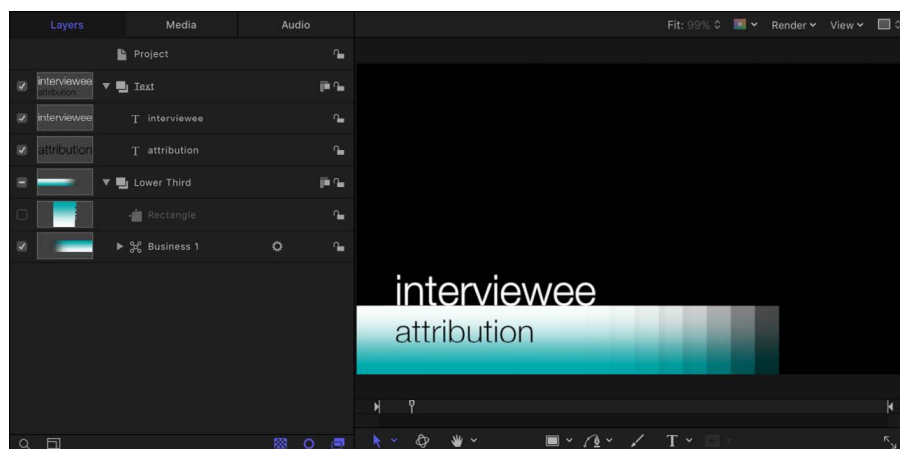 Layers Media Audio
Fit: 99% Render View
Project
interviewee
attribution
Text
interviewee
T interviewee
attribution
T attribution
Lower Third
Rectangle
Business 1
interviewee
attribution
T